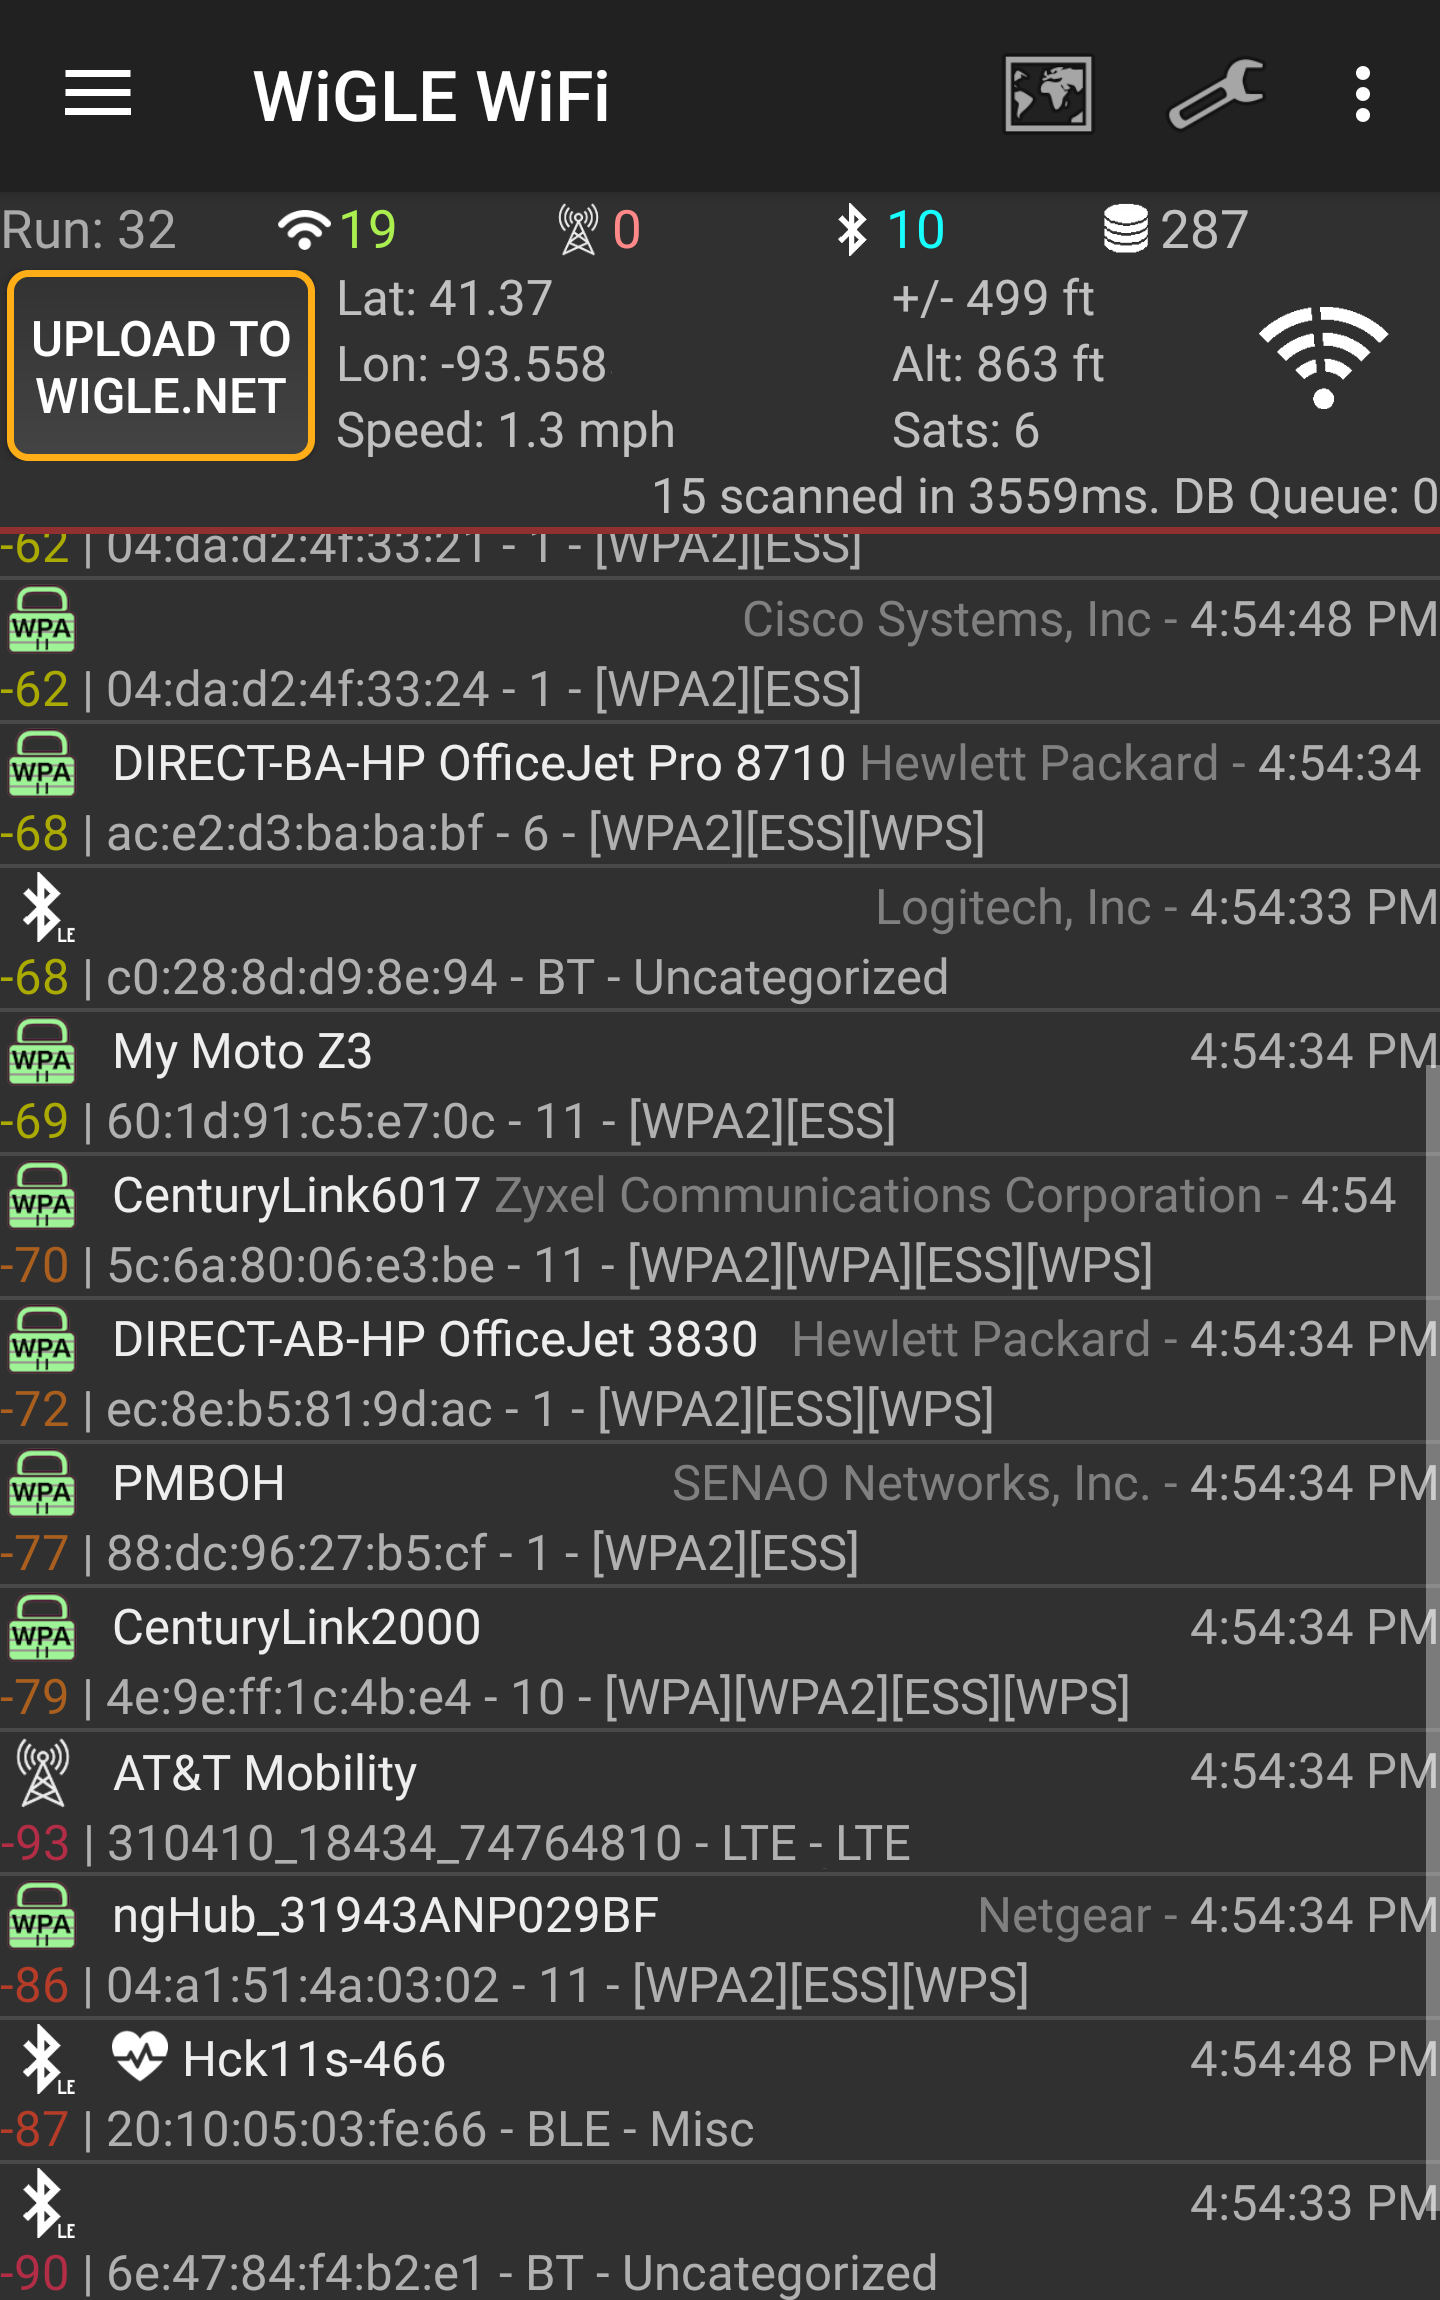 WiGLE WiFi
Run: 32 19 0 10 287
UPLOAD TO
WIGLE.NET
Lat: 41.37 +/- 499 ft
Lon: -93.558 Alt: 863 ft
Speed: 1.3 mph Sats: 6
15 scanned in 3559ms. DB Queue: 0
-62 | 04:da:d2:4f:33:21 - 1 - [WPA2][ESS]
WPA II Cisco Systems, Inc - 4:54:48 PM
-62 | 04:da:d2:4f:33:24 - 1 - [WPA2][ESS]
WPA II DIRECT-BA-HP OfficeJet Pro 8710 Hewlett Packard - 4:54:34
-68 | ac:e2:d3:ba:ba:bf - 6 - [WPA2][ESS][WPS]
LE Logitech, Inc - 4:54:33 PM
-68 | c0:28:8d:d9:8e:94 - BT - Uncategorized
WPA II My Moto Z3 4:54:34 PM
-69 | 60:1d:91:c5:e7:0c - 11 - [WPA2][ESS]
WPA II CenturyLink6017 Zyxel Communications Corporation - 4:54
-70 | 5c:6a:80:06:e3:be - 11 - [WPA2][WPA][ESS][WPS]
WPA II DIRECT-AB-HP OfficeJet 3830 Hewlett Packard - 4:54:34 PM
-72 | ec:8e:b5:81:9d:ac - 1 - [WPA2][ESS][WPS]
WPA II PMBOH SENAO Networks, Inc. - 4:54:34 PM
-77 | 88:dc:96:27:b5:cf - 1 - [WPA2][ESS]
WPA II CenturyLink2000 4:54:34 PM
-79 | 4e:9e:ff:1c:4b:e4 - 10 - [WPA][WPA2][ESS][WPS]
AT&T Mobility 4:54:34 PM
-93 | 310410_18434_74764810 - LTE - LTE
WPA II ngHub_31943ANP029BF Netgear - 4:54:34 PM
-86 | 04:a1:51:4a:03:02 - 11 - [WPA2][ESS][WPS]
LE Hck11s-466 4:54:48 PM
-87 | 20:10:05:03:fe:66 - BLE - Misc
LE 4:54:33 PM
-90 | 6e:47:84:f4:b2:e1 - BT - Uncategorized